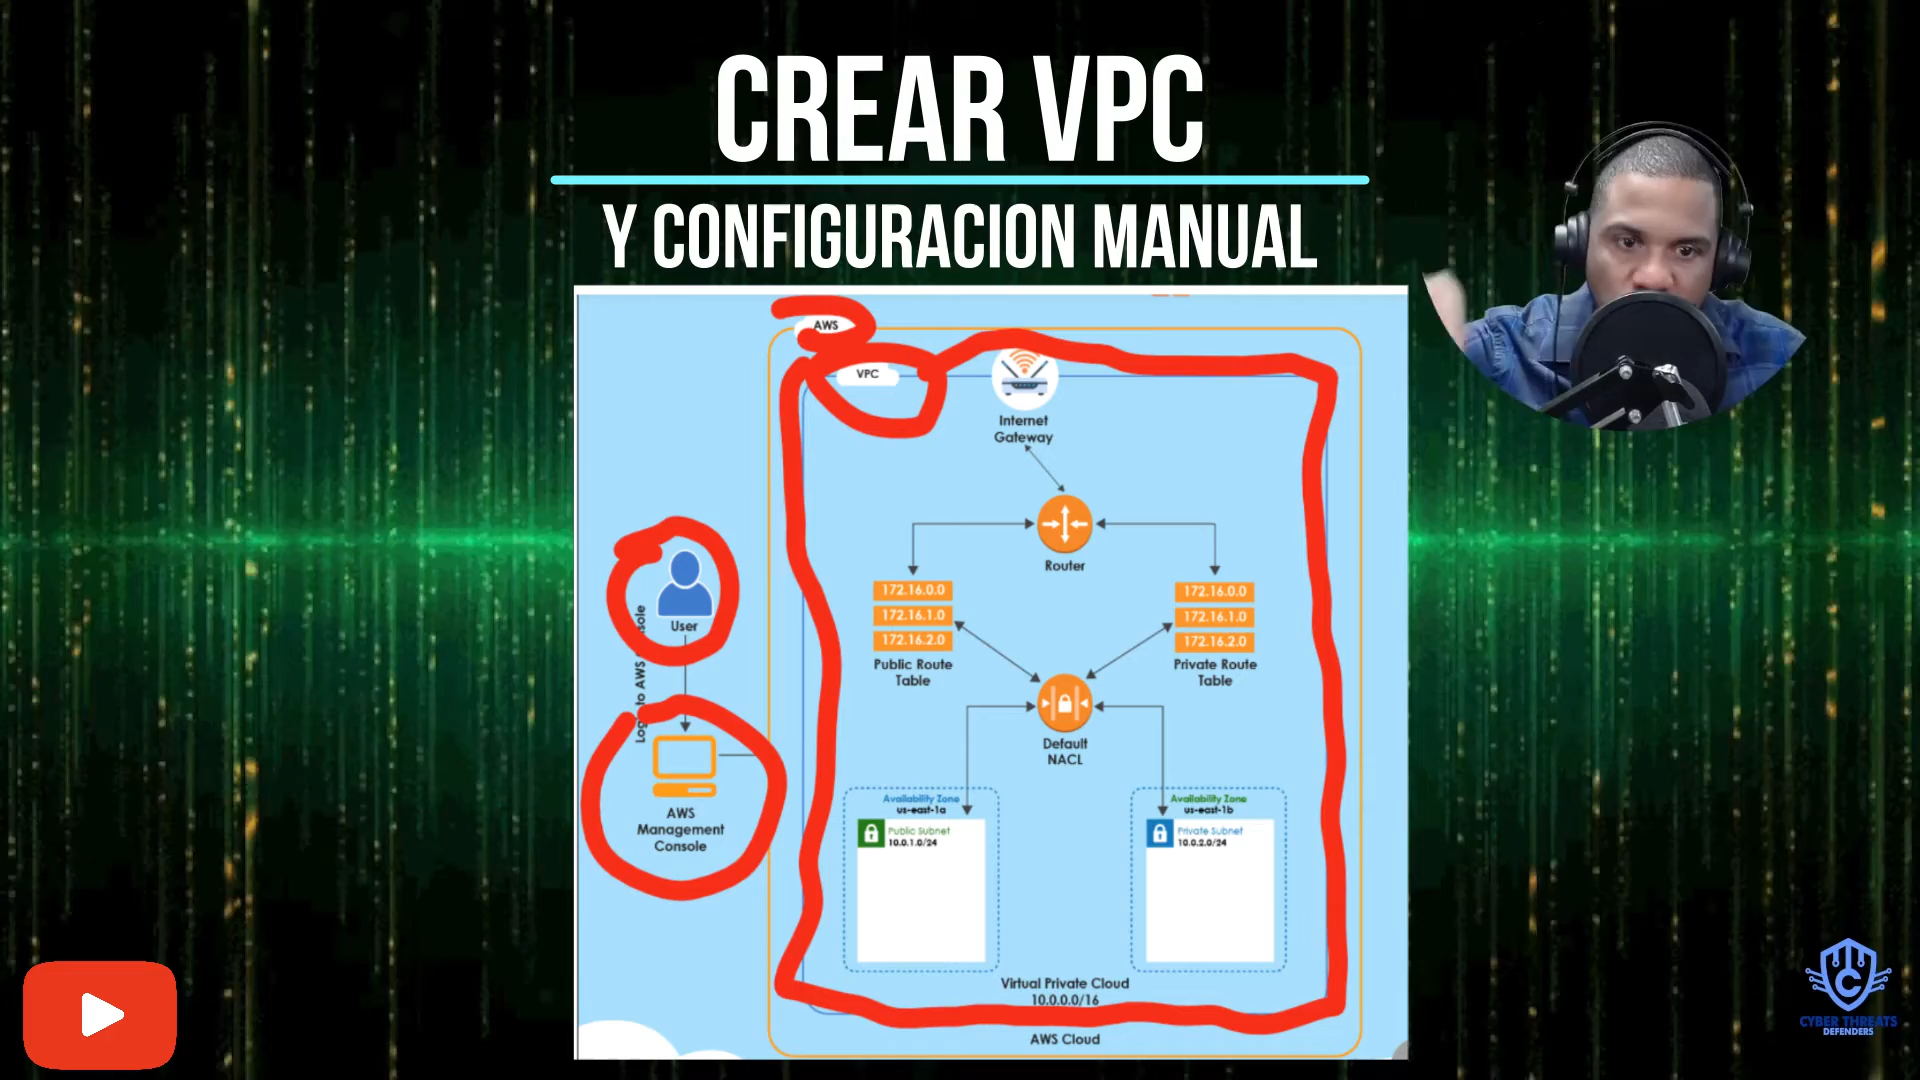 CREAR VPC
Y CONFIGURACION MANUAL
AWS
VPC
Internet
Gateway
Router
172.16.0.0
172.16.1.0
172.16.2.0
Public Route
Table
172.16.0.0
172.16.1.0
172.16.2.0
Private Route
Table
User
to AWS
AWS
Management
Console
Default
NACL
Availability Zone
us-east-1a
Public Subnet
10.0.1.0/24
Availability Zone
us-east-1b
Private Subnet
10.0.2.0/24
Virtual Private Cloud
10.0.0.0/16
AWS Cloud
CYBER THREATS
DEFENDERS